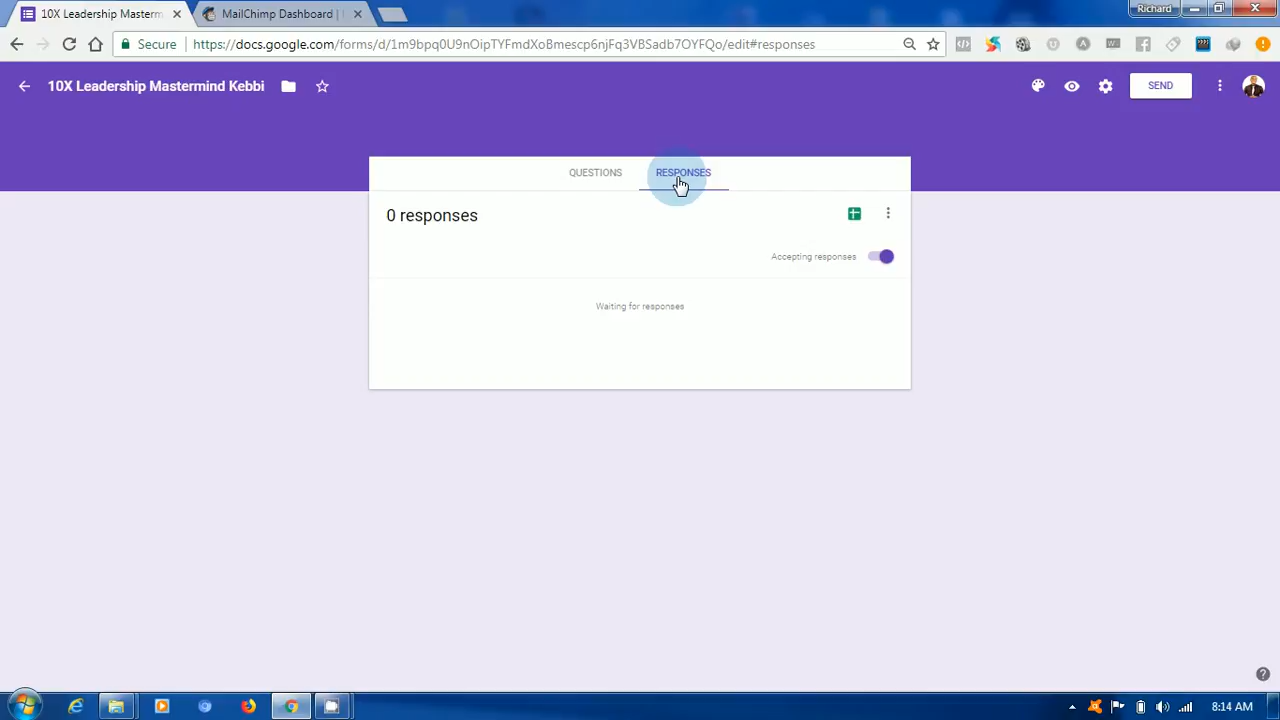 10X Leadership Masterm
MailChimp Dashboard |
Richard
Secure
https://docs.google.com/forms/d/1m9bpq0U9nOipTYFmdXoBmescp6njFq3VBSadb7OYFQo/edit#responses
10X Leadership Mastermind Kebbi
SEND
QUESTIONS
RESPONSES
0 responses
Accepting responses
Waiting for responses
8:14 AM